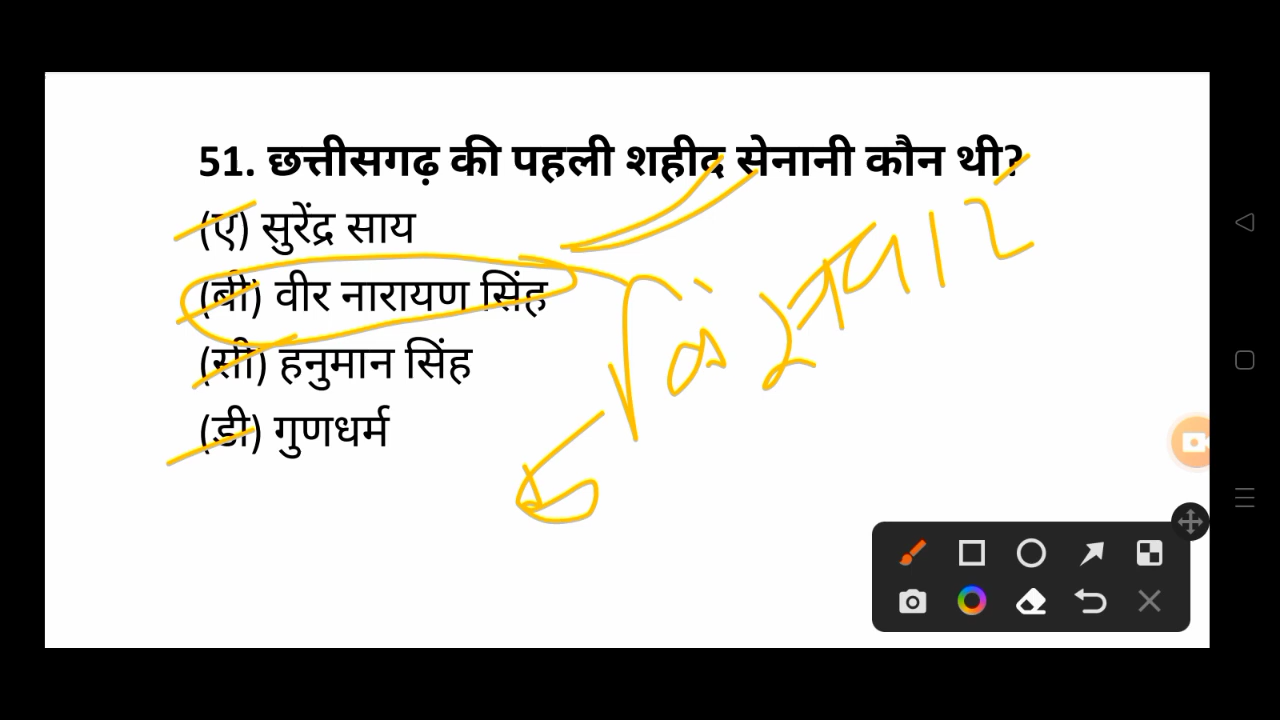 51. छत्तीसगढ़ की पहली शहीद सेनानी कौन थी?
(ए) सुरेंद्र साय
(बी) वीर नारायण सिंह
(सी) हनुमान सिंह
(डी) गुणधर्म